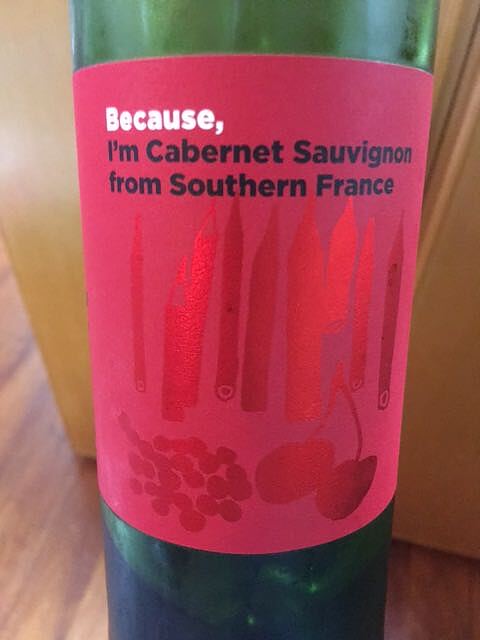 Because,
I'm Cabernet Sauvignon
from Southern France